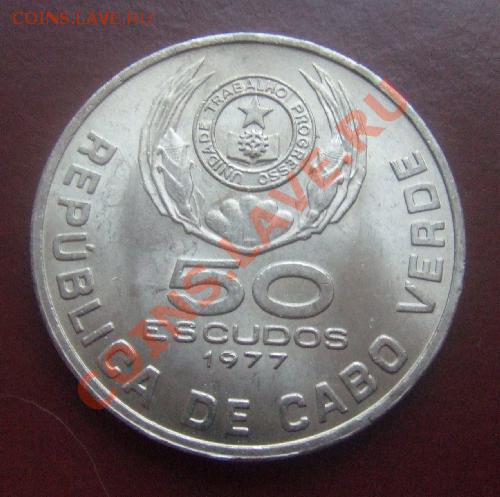 COINS.LAVE.RU
UNIDADE TRABALHO PROGRESSO
50
ESCUDOS
1977
REPÚBLICA DE CABO VERDE
COINS.LAVE.RU